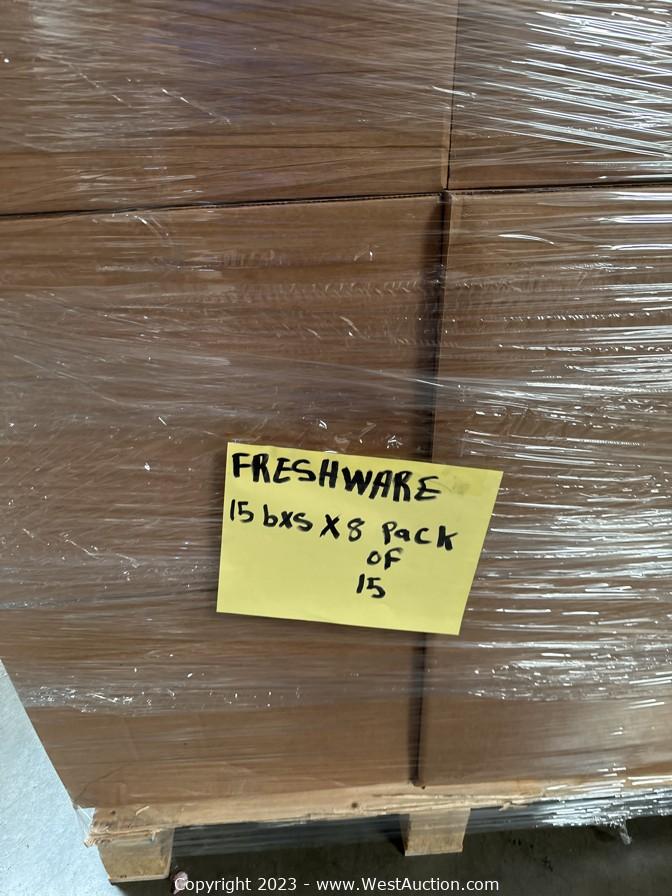 FRESHWARE
15 bxs X 8 Pack
of
15
Copyright 2023 - www.WestAuction.com